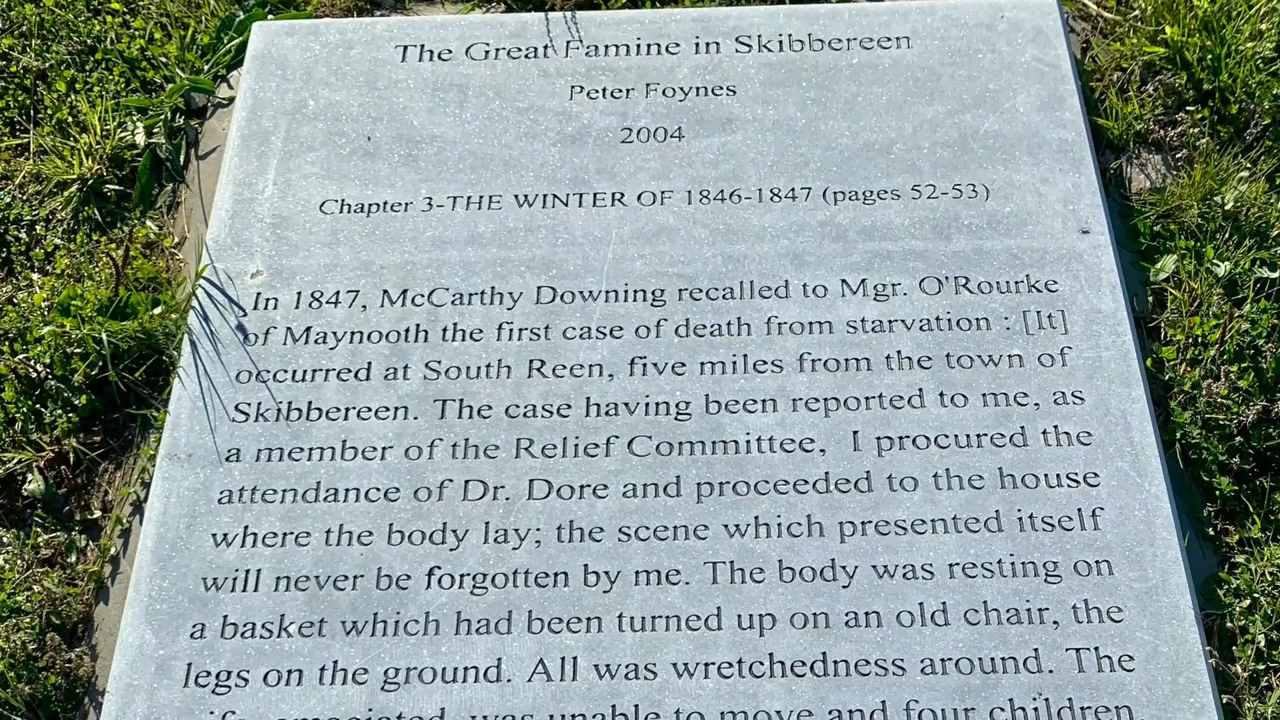 The Great Famine in Skibbereen
Peter Foynes
2004
Chapter 3-THE WINTER OF 1846-1847 (pages 52-53)
In 1847, McCarthy Downing recalled to Mgr. O'Rourke
of Maynooth the first case of death from starvation : [It]
occurred at South Reen, five miles from the town of
Skibbereen. The case having been reported to me, as
a member of the Relief Committee, I procured the
attendance of Dr. Dore and proceeded to the house
where the body lay; the scene which presented itself
will never be forgotten by me. The body was resting on
a basket which had been turned up on an old chair, the
legs on the ground. All was wretchedness around. The
was unable to move and four children